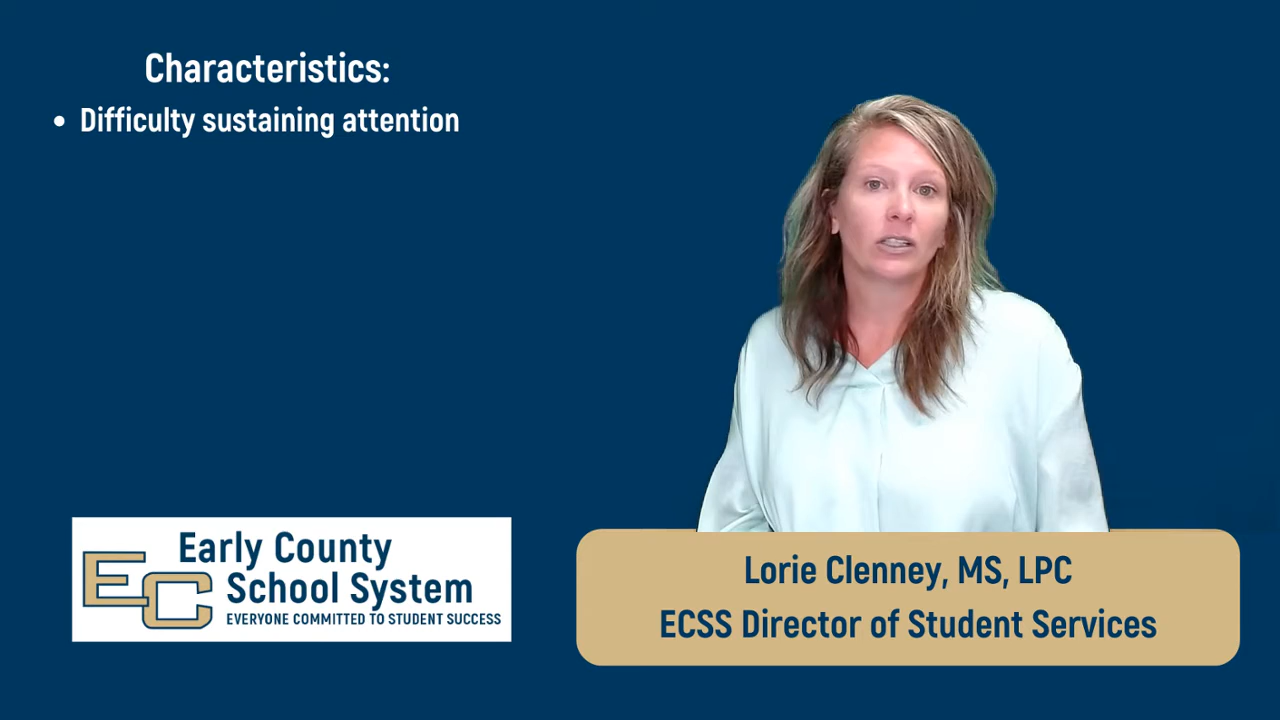 Characteristics:
• Difficulty sustaining attention
EC
Early County
School System
EVERYONE COMMITTED TO STUDENT SUCCESS
Lorie Clenney, MS, LPC
ECSS Director of Student Services